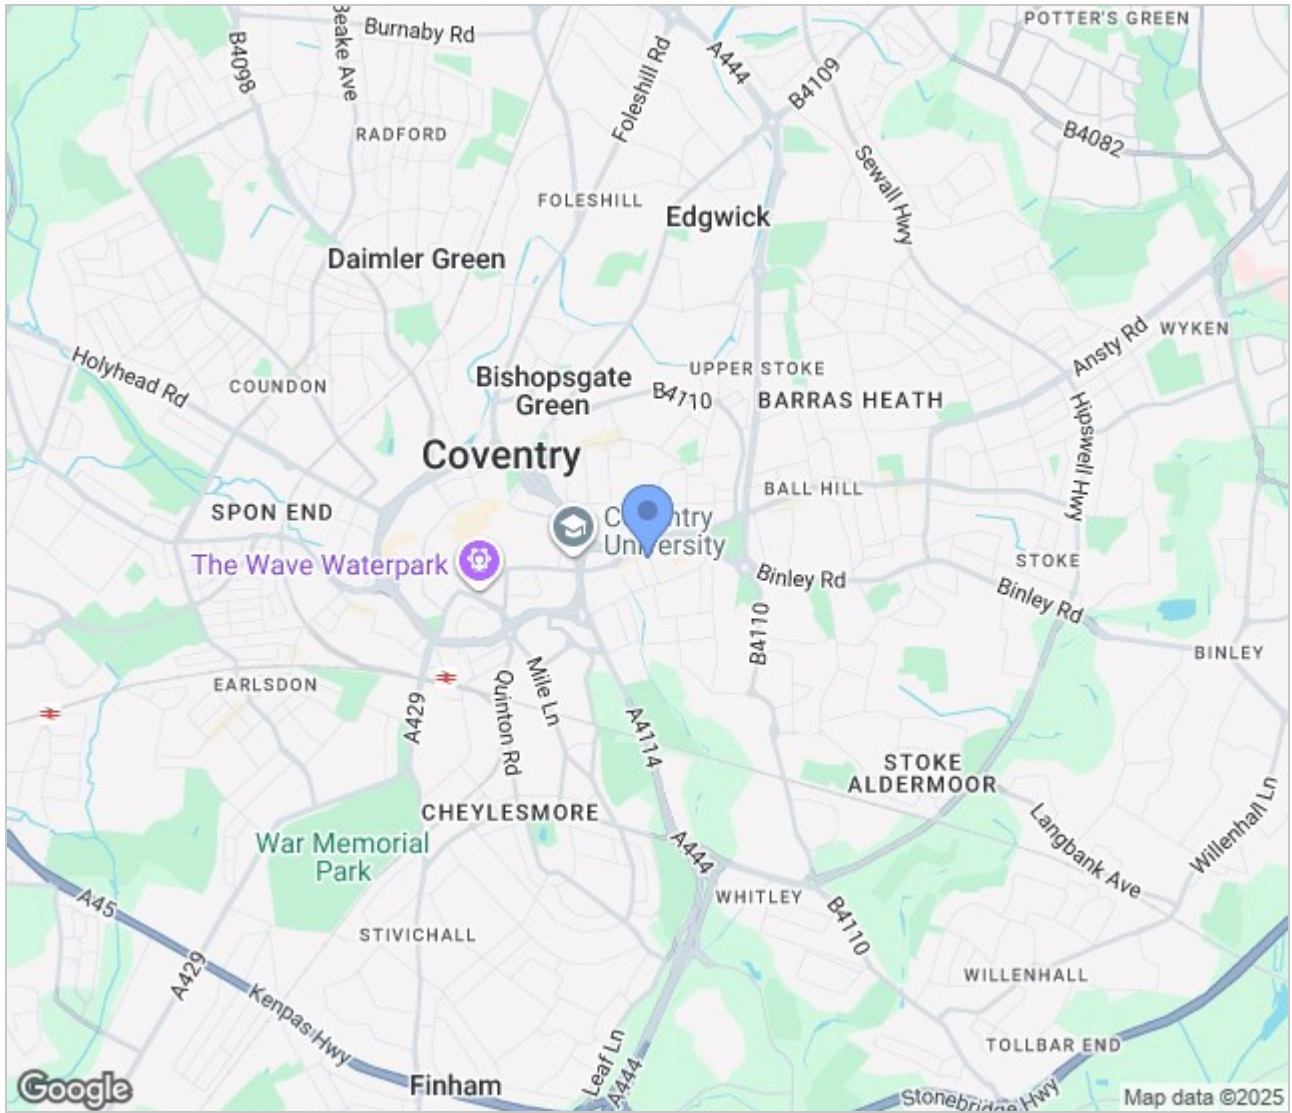 POTTER'S GREEN
Burnaby Rd
Beake Ave
B4098
Foleshill Rd
A444
B4109
B4082
RADFORD
Sewall Hwy
FOLESHILL
Edgwick
Daimler Green
Ansty Rd
WYKEN
Holyhead Rd
COUNDON
Bishopsgate
Green
UPPER STOKE
B4110
BARRAS HEATH
Hipswell Hwy
Coventry
BALL HILL
SPON END
Coventry
University
The Wave Waterpark
Binley Rd
STOKE
Binley Rd
B4110
BINLEY
EARLSDON
Mile Ln
Quinton Rd
A429
A4114
STOKE
ALDERMOOR
CHEYLESMORE
Langbank Ave
Willenhall Ln
War Memorial
Park
A444
WHITLEY
A45
B4110
STIVICHALL
A429
WILLENHALL
Kenpas Hwy
TOLLBAR END
Leaf Ln
A444
Finham
Stonebridge Hwy
Google
Map data ©2025